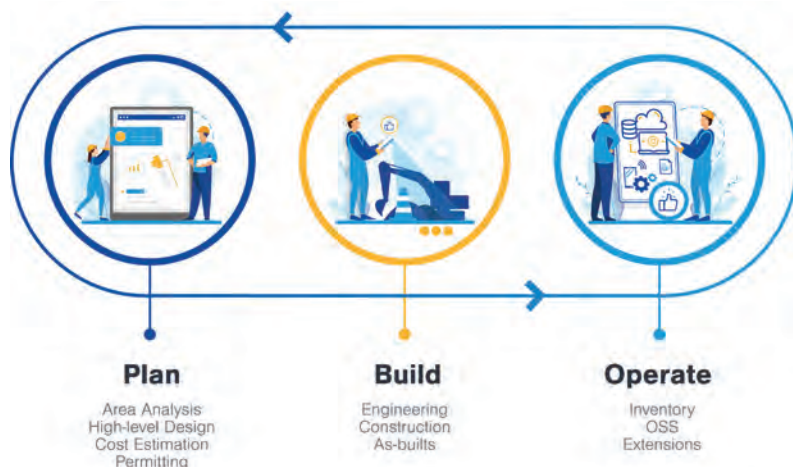 Plan
Area Analysis
High-level Design
Cost Estimation
Permitting
Build
Engineering
Construction
As-builts
Operate
Inventory
OSS
Extensions